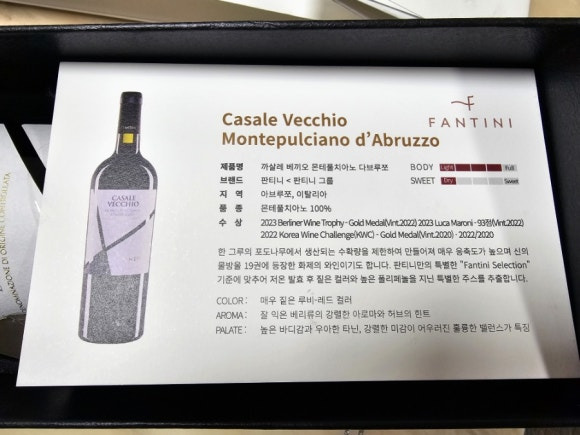 Casale Vecchio
Montepulciano d'Abruzzo
FANTINI
제품명 까살레 베끼오 몬테풀치아노 다브루쪼
브랜드 판티니 < 판티니 그룹
지 역 아브루쪼, 이탈리아
품 종 몬테풀치아노 100%
수 상 2023 Berliner Wine Trophy - Gold Medal(Vint.2022) 2023 Luca Maroni - 93점(Vint.2022)
2022 Korea Wine Challenge(KWC) - Gold Medal(Vint.2020) · 2022/2020
BODY Light Full
SWEET Dry Sweet
한 그루의 포도나무에서 생산되는 수확량을 제한하여 만들어져 매우 응축도가 높으며 신의
물방울 19권에 등장한 화제의 와인이기도 합니다. 판티니만의 특별한 "Fantini Selection"
기준에 맞추어 저온 발효 후 짙은 컬러와 높은 폴리페놀을 지닌 특별한 주스를 추출합니다.
COLOR : 매우 짙은 루비-레드 컬러
AROMA : 잘 익은 베리류의 강렬한 아로마와 허브의 힌트
PALATE : 높은 바디감과 우아한 타닌, 강렬한 미감이 어우러진 훌륭한 밸런스가 특징
CASALE
VECCHIO